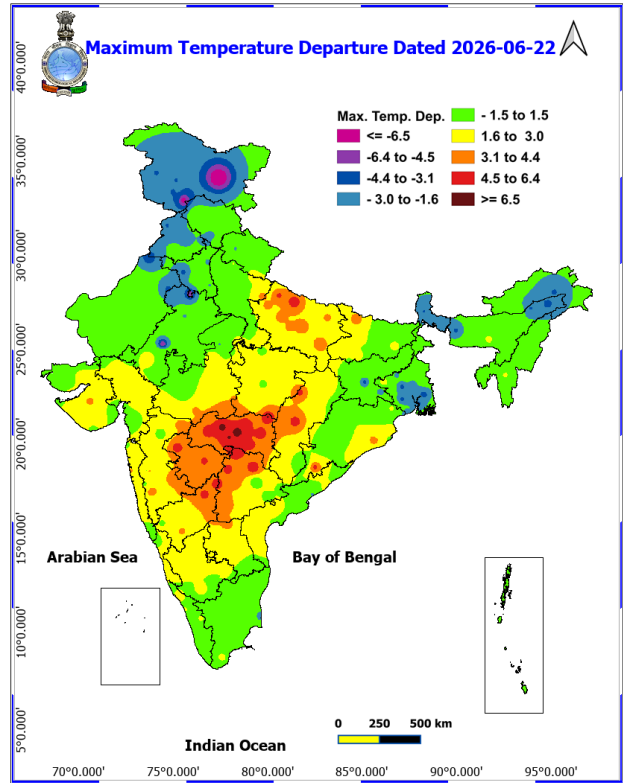 Maximum Temperature Departure Dated 2026-06-22
Max. Temp. Dep.
<= -6.5
-6.4 to -4.5
-4.4 to -3.1
- 3.0 to -1.6
- 1.5 to 1.5
1.6 to 3.0
3.1 to 4.4
4.5 to 6.4
>= 6.5
40°0.000'
35°0.000'
30°0.000'
25°0.000'
20°0.000'
15°0.000'
10°0.000'
5°0.000'
Arabian Sea
Bay of Bengal
Indian Ocean
0 250 500 km
70°0.000' 75°0.000' 80°0.000' 85°0.000' 90°0.000' 95°0.000'